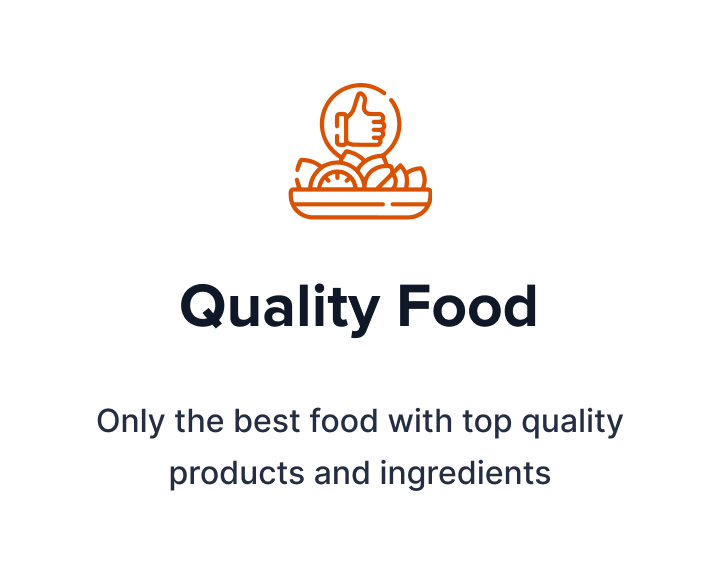 Quality Food
Only the best food with top quality
products and ingredients